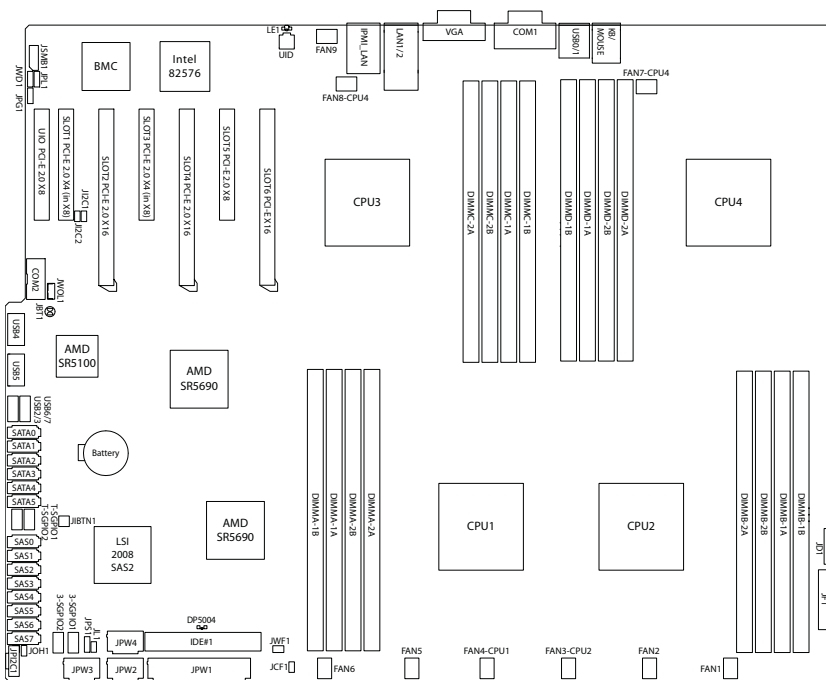 LE1
UID
FAN9
IPMI_LAN
LAN1/2
VGA
COM1
USB0/1
KB/
MOUSE
FAN8-CPU4
FAN7-CPU4
JSMB1
JWD1
JPL1
JPG1
BMC
Intel
82576
UIO PCI-E 2.0 X8
SLOT1 PCI-E 2.0 X4 (in X8)
JI2C1
JI2C2
SLOT2 PCI-E 2.0 X16
SLOT3 PCI-E 2.0 X4 (in X8)
SLOT4 PCI-E 2.0 X16
SLOT5 PCI-E 2.0 X8
SLOT6 PCI-E X16
CPU3
DIMMC-2A
DIMMC-2B
DIMMC-1A
DIMMC-1B
DIMMD-1B
DIMMD-1A
DIMMD-2B
DIMMD-2A
CPU4
COM2
JWOL1
JBT1
USB4
USB5
AMD
SR5100
AMD
SR5690
USB6/7
USB2/3
SATA0
SATA1
SATA2
SATA3
SATA4
SATA5
Battery
T-SGPIO1
T-SGPIO2
JIBTN1
SAS0
SAS1
SAS2
SAS3
SAS4
SAS5
SAS6
SAS7
LSI
2008
SAS2
AMD
SR5690
DIMMA-1B
DIMMA-1A
DIMMA-2B
DIMMA-2A
CPU1
CPU2
DIMMB-2A
DIMMB-2B
DIMMB-1A
DIMMB-1B
JD1
JF1
3-SGPIO2
3-SGPIO1
JPS1
JL1
DP5004
JPW4
IDE#1
JWF1
JOH1
JPI2C1
JPW3
JPW2
JPW1
JCF1
FAN6
FAN5
FAN4-CPU1
FAN3-CPU2
FAN2
FAN1